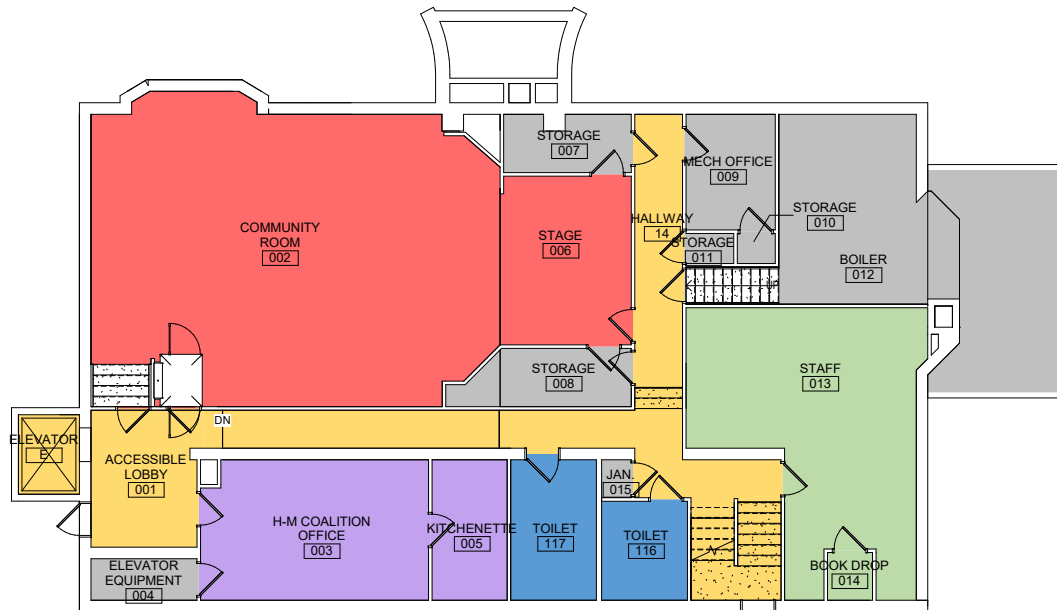 STORAGE
007
MECH OFFICE
009
STORAGE
010
COMMUNITY
ROOM
002
STAGE
006
HALLWAY
14
STORAGE
011
BOILER
012
UP
STORAGE
008
STAFF
013
DN
ELEVATOR
E
ACCESSIBLE
LOBBY
001
H-M COALITION
OFFICE
003
KITCHENETTE
005
TOILET
117
JAN.
015
TOILET
116
ELEVATOR
EQUIPMENT
004
BOOK DROP
014